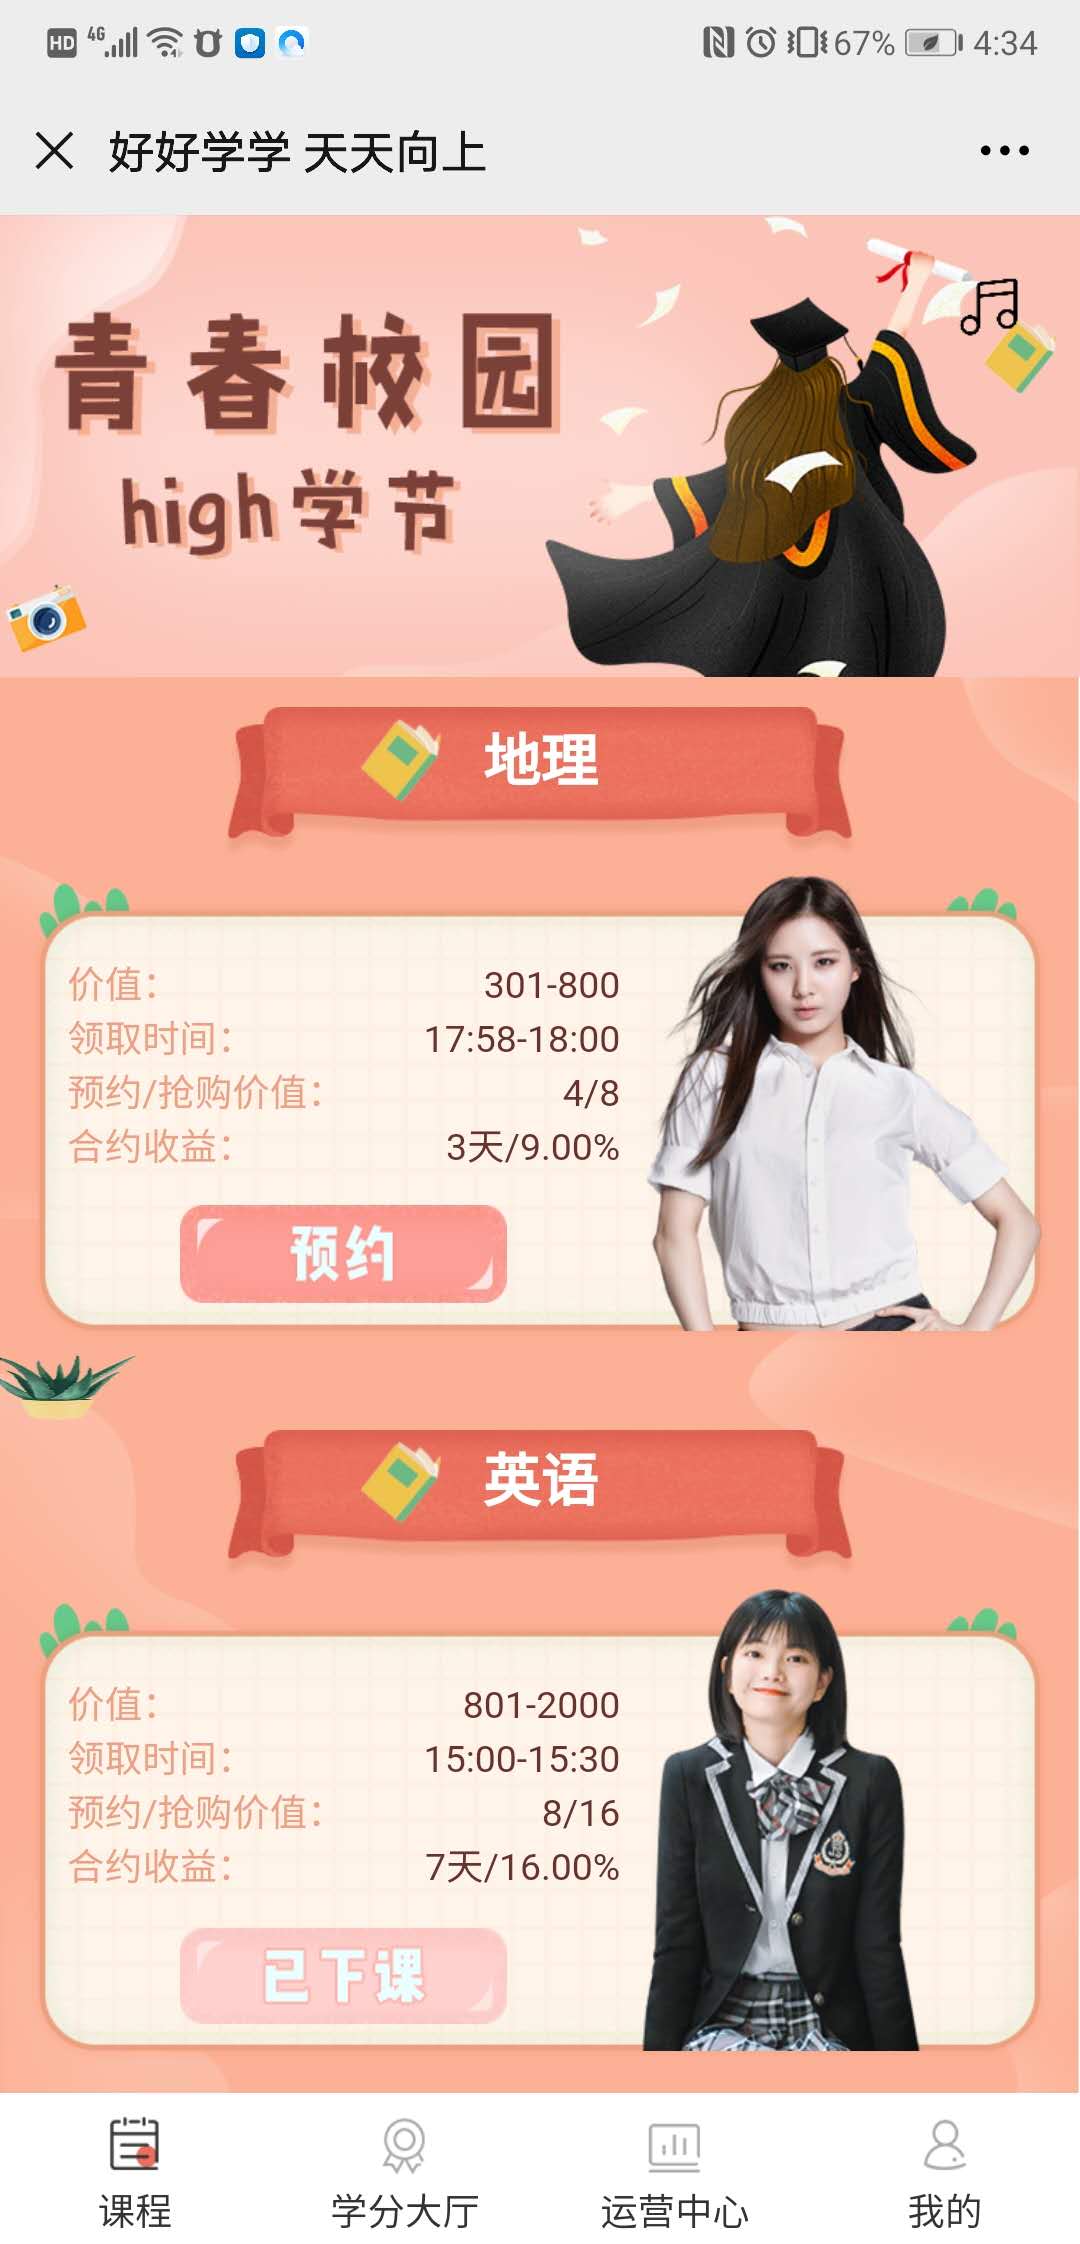 HD 4G 67% 4:34
好好学学 天天向上
青春校园
high学节
地理
价值： 301-800
领取时间： 17:58-18:00
预约/抢购价值： 4/8
合约收益： 3天/9.00%
预约
英语
价值： 801-2000
领取时间： 15:00-15:30
预约/抢购价值： 8/16
合约收益： 7天/16.00%
已下课
课程 学分大厅 运营中心 我的